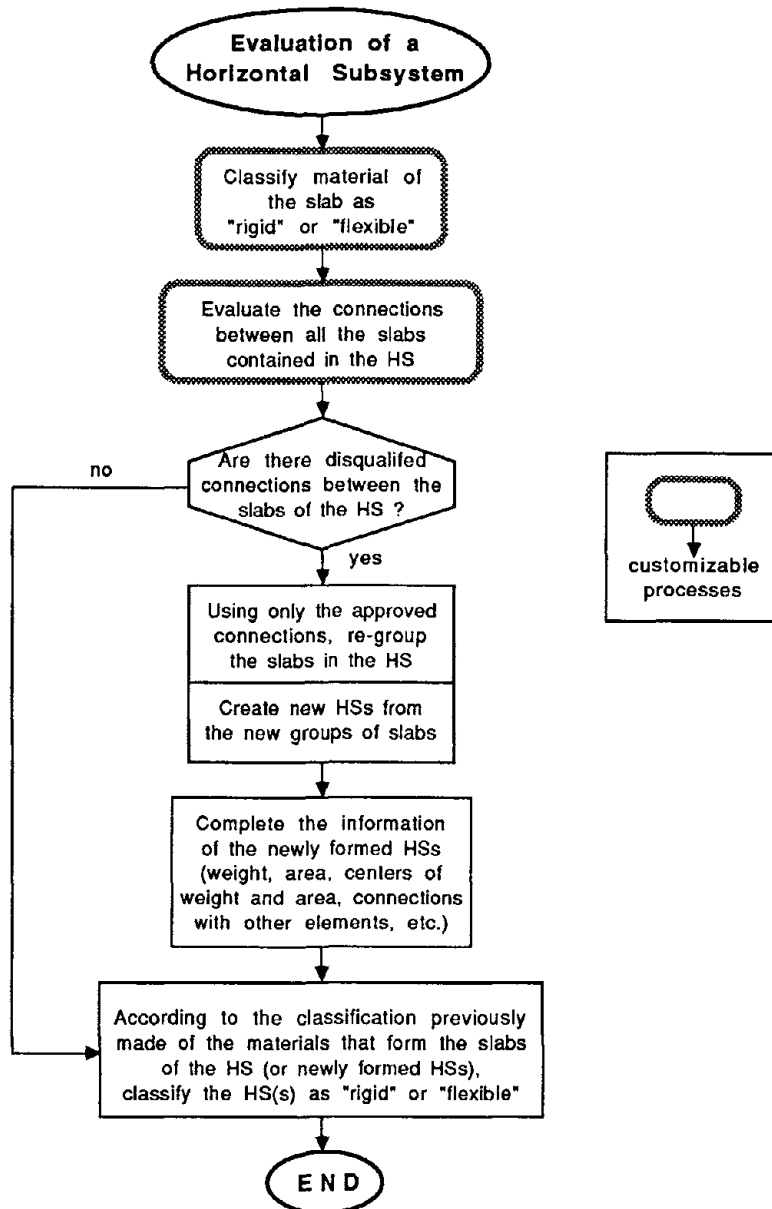 Evaluation of a
Horizontal Subsystem
Classify material of
the slab as
"rigid" or "flexible"
Evaluate the connections
between all the slabs
contained in the HS
Are there disqualifed
connections between the
slabs of the HS ?
no
yes
Using only the approved
connections, re-group
the slabs in the HS
Create new HSs from
the new groups of slabs
Complete the information
of the newly formed HSs
(weight, area, centers of
weight and area, connections
with other elements, etc.)
According to the classification previously
made of the materials that form the slabs
of the HS (or newly formed HSs),
classify the HS(s) as "rigid" or "flexible"
END
customizable
processes